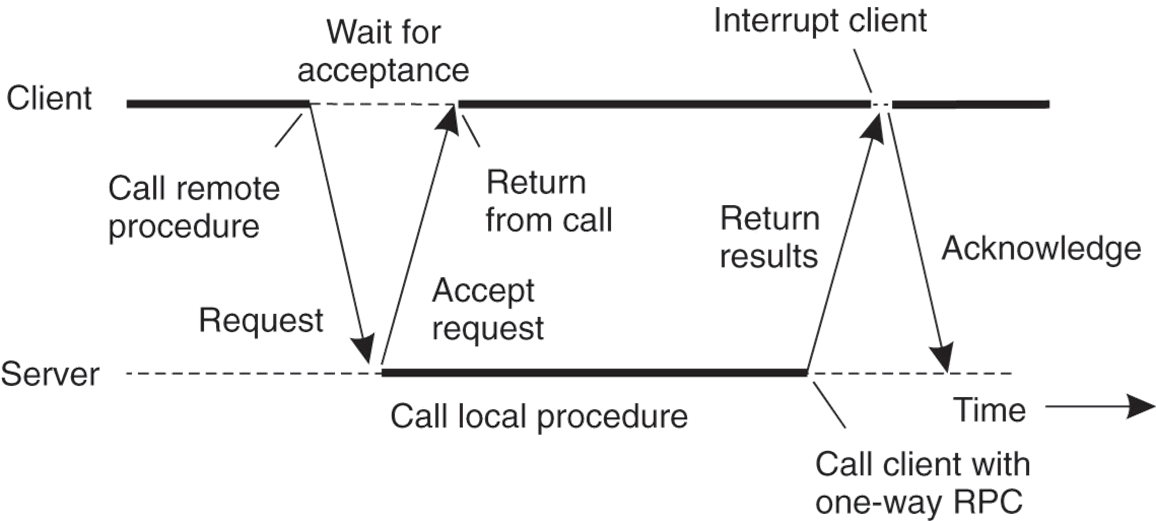 Interrupt client
Wait for
acceptance
Client
Call remote
procedure
Return
from call
Return
results
Acknowledge
Accept
request
Request
Server
Call local procedure
Time
Call client with
one-way RPC